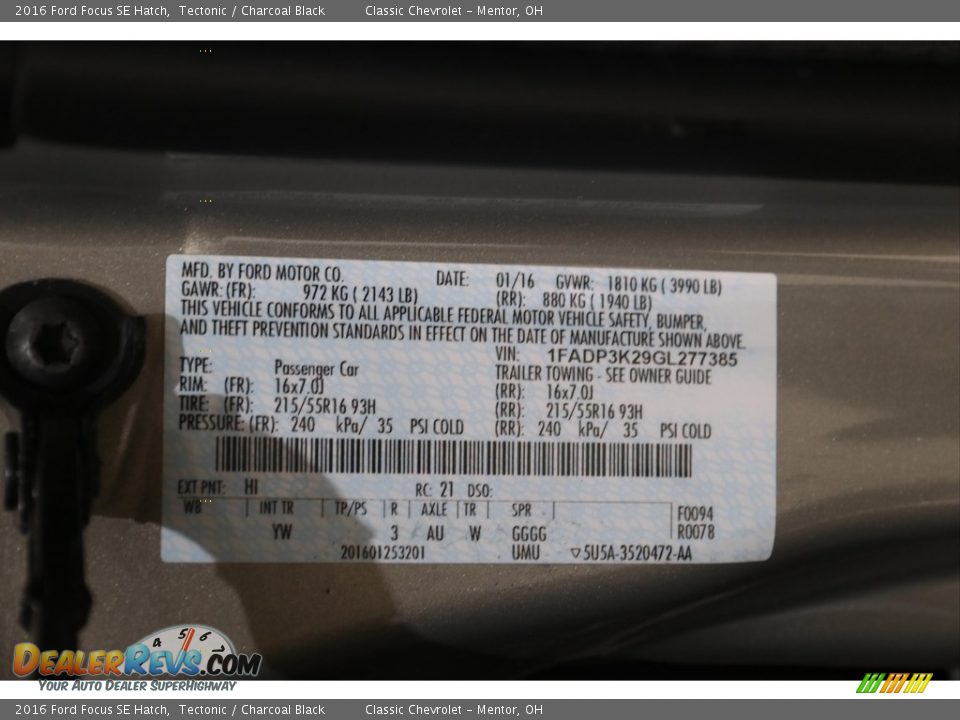 2016 Ford Focus SE Hatch, Tectonic / Charcoal Black Classic Chevrolet - Mentor, OH
MFD. BY FORD MOTOR CO. DATE: 01/16 GVWR: 1810 KG ( 3990 LB)
GAWR: (FR): 972 KG ( 2143 LB) (RR): 880 KG ( 1940 LB)
THIS VEHICLE CONFORMS TO ALL APPLICABLE FEDERAL MOTOR VEHICLE SAFETY, BUMPER,
AND THEFT PREVENTION STANDARDS IN EFFECT ON THE DATE OF MANUFACTURE SHOWN ABOVE.
VIN: 1FADP3K29GL277385
TYPE: Passenger Car TRAILER TOWING - SEE OWNER GUIDE
RIM: (FR): 16x7.0J (RR): 16x7.0J
TIRE: (FR): 215/55R16 93H (RR): 215/55R16 93H
PRESSURE: (FR): 240 kPa/ 35 PSI COLD (RR): 240 kPa/ 35 PSI COLD
EXT PNT: HI RC: 21 DSO:
WB INT TR TP/PS R AXLE TR SPR F0094
YW 3 AU W GGGG R0078
201601253201 UMU ▽5U5A-3520472-AA
4 5 6
DEALERREVS.COM
YOUR AUTO DEALER SUPERHIGHWAY
2016 Ford Focus SE Hatch, Tectonic / Charcoal Black Classic Chevrolet - Mentor, OH